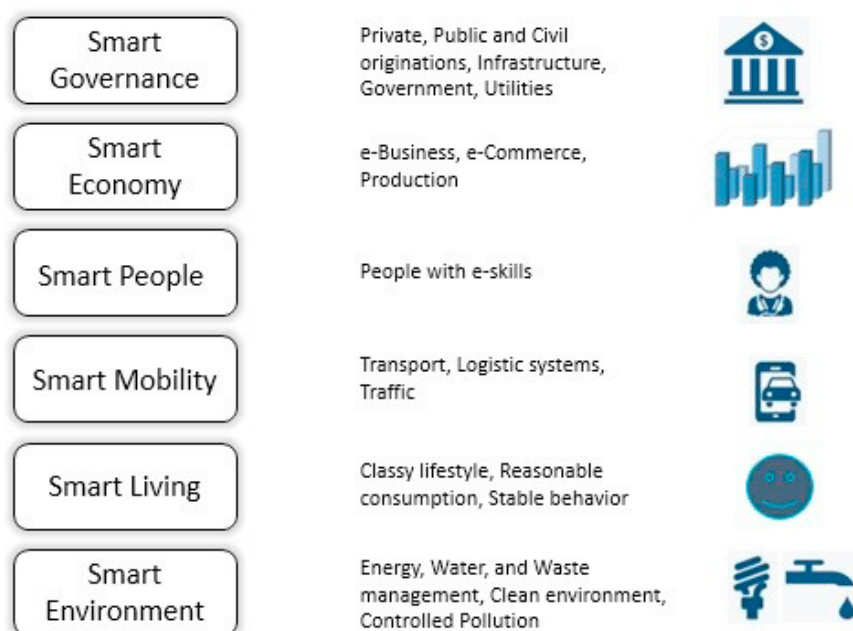 Smart
Governance
Private, Public and Civil
originations, Infrastructure,
Government, Utilities
$
Smart
Economy
e-Business, e-Commerce,
Production
Smart People
People with e-skills
Smart Mobility
Transport, Logistic systems,
Traffic
Smart Living
Classy lifestyle, Reasonable
consumption, Stable behavior
Smart
Environment
Energy, Water, and Waste
management, Clean environment,
Controlled Pollution